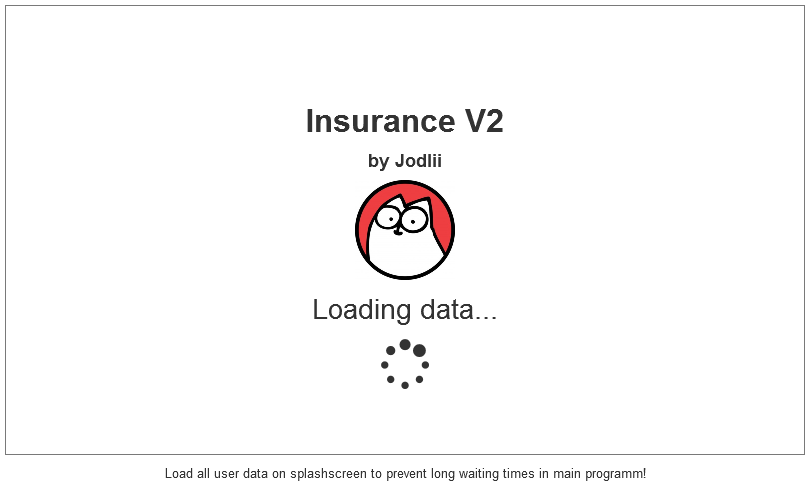 Insurance V2
by Jodlii
Loading data...
Load all user data on splashscreen to prevent long waiting times in main programm!